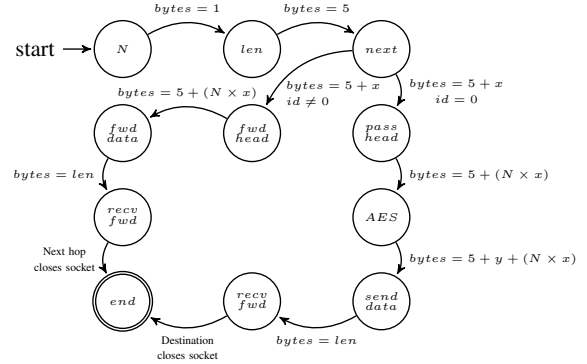 bytes = 1
bytes = 5
start
N
len
next
bytes = 5 + x
id ≠ 0
bytes = 5 + x
id = 0
bytes = 5 + (N × x)
fwd
data
fwd
head
pass
head
bytes = len
bytes = 5 + (N × x)
recv
fwd
AES
Next hop
closes socket
bytes = 5 + y + (N × x)
end
recv
fwd
send
data
Destination
closes socket
bytes = len